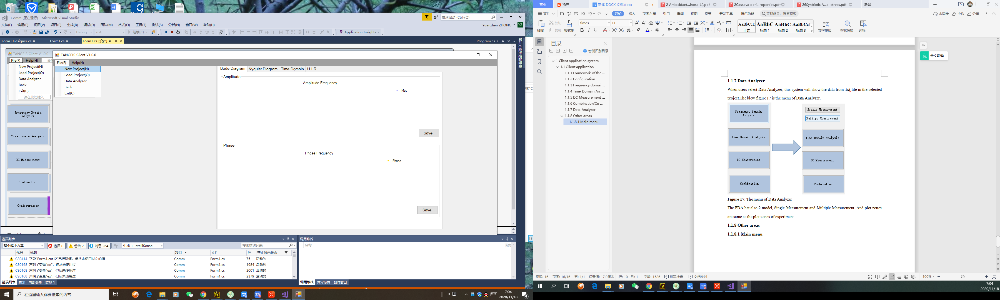 Comm (正在运行) - Microsoft Visual Studio
快速启动 (Ctrl+Q)
文件(F) 编辑(E) 视图(V) 项目(P) 生成(B) 调试(D) 团队(M) 格式(O) 工具(T) 测试(S) 分析(N) 窗口(W) 帮助(H)
Yuanzhen ZHONG YZ
Debug x64 继续(C) Application Insights
Form1.Designer.cs Form1.cs Form1.cs [设计] Program.cs
解决方案资源管理器
TANGEIS Client V1.0.0
File(F) Help(H)
New Project(N)
Load Project(O)
Data Analyzer
Back
Exit(C)
请在此处键入
Frequency Domain
Anlysis
Time Domain Analysis
DC Measurement
Combination
Configuration
TANGEIS Client V1.0.0
File(F) Help(H)
New Project(N)
Load Project(O)
Data Analyzer
Back
Exit(C)
Bode Diagram Nyquist Diagram Time Domain U-I-R
Amplitude
Amplitude-Frequency
Mag
Save
Phase
Phase-Frequency
Phase
Save
错误列表
整个解决方案 错误 0 警告 7 消息 264 生成 + IntelliSense 搜索错误列表
代码 说明 项目 文件 行 禁止显示状态
CS0414 字段"Form1.cnt12"已被赋值，但从未使用过它的值 Comm Form1.cs 75 活动的
CS0168 声明了变量"ee"，但从未使用过 Comm Form1.cs 1984 活动的
CS0168 声明了变量"ex"，但从未使用过 Comm Form1.cs 2001 活动的
CS0168 声明了变量"ex"，但从未使用过 Comm Form1.cs 2379 活动的
错误列表 输出 局部变量 监视 1
调用堆栈
名称 语言
调用堆栈 异常设置 即时窗口
在这里输入你要搜索的内容
CH
7:04
2020/11/18
4
首页 稻壳 新建 DOCX 文档.docx 2 Antioxidant...inosa L.).pdf 2Cassava deri...roperties.pdf 26Synbiotic A...al stress.pdf 新建
5
文件 开始 插入 页面布局 引用 审阅 视图 章节 开发工具 特色功能 查找命令、搜索模板 未同步 协作 分享
粘贴 剪切 复制 格式刷
times 11
AaBbCcD 正文
AaBbC 标题 1
AaBbC 标题 2
AaBbCcl 标题 3
文字排版 查找替换 选择
目录
智能识别目录
1 Client application system
1.1 Client application
1.1.1 Framework of the ...
1.1.2 Configuration
1.1.3 Frequency domai ...
1.1.4 Time Domain An ...
1.1.5 DC Measurement ...
1.1.6 Combination(Co ...
1.1.7 Data Analyzer
1.1.8 Other areas
1.1.8.1 Main menu
全文翻译
1.1.7 Data Analyzer
When users select Data Analyzer, this system will show the data from .txt file in the selected
project.The blew figure 17 is the menu of Data Analyzer.
Frequency Domain
Anlysis
Time Domain Analysis
DC Measurement
Combination
Single Measurement
Multipe Measurement
Time Domain Analysis
DC Measurement
Combination
Figure 17: The menu of Data Analyzer
The FDA hat also 2 model, Single Measurement and Multiple Measurement. And plot zones
are same as the plot zones of experiment.
1.1.8 Other areas
1.1.8.1 Main menu
页码: 16 页面: 16/16 节: 1/1 设置值: 17.9厘米 行: 10 列: 1 字数: 1586 拼写检查 文档校对
100%
7:04
2020/11/18